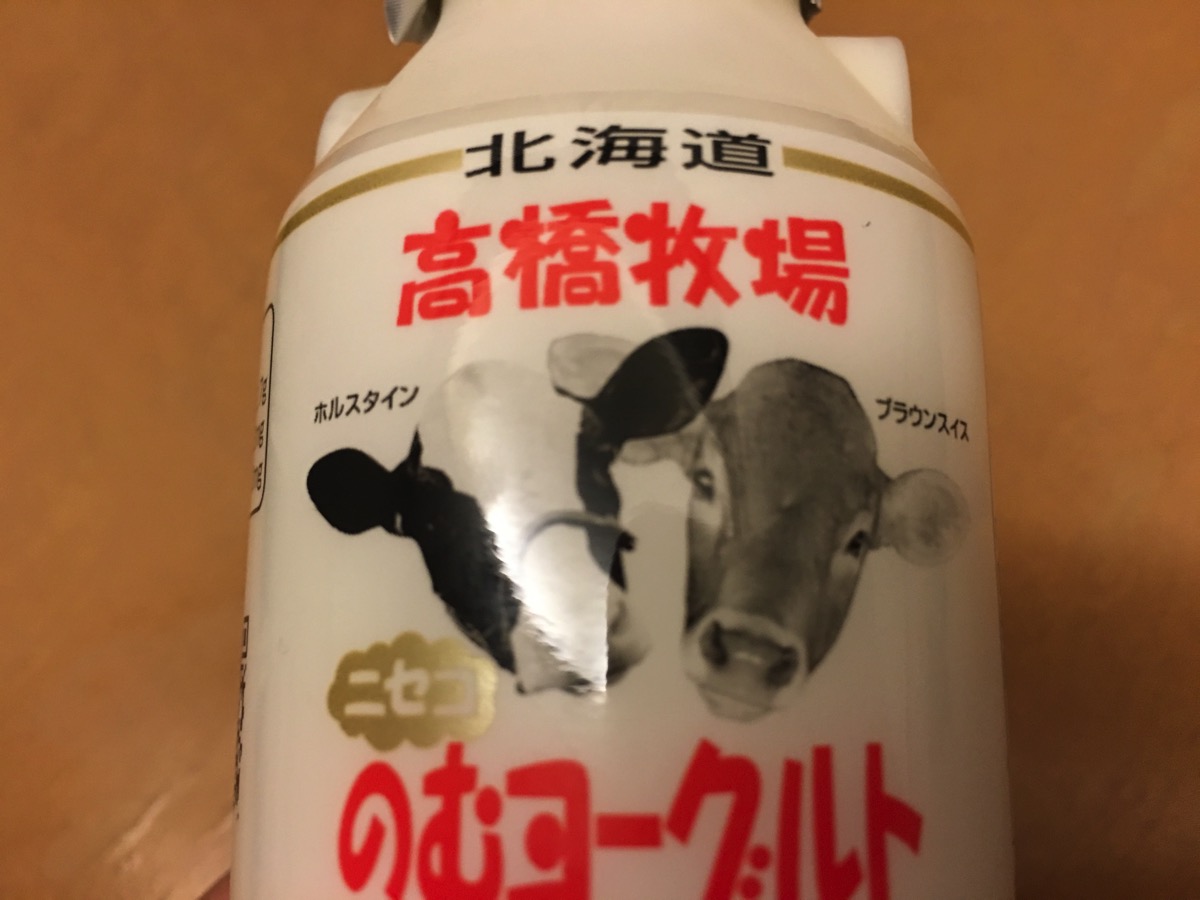 北海道
高橋牧場
ホルスタイン
ブラウンスイス
ニセコ
のむヨーグルト